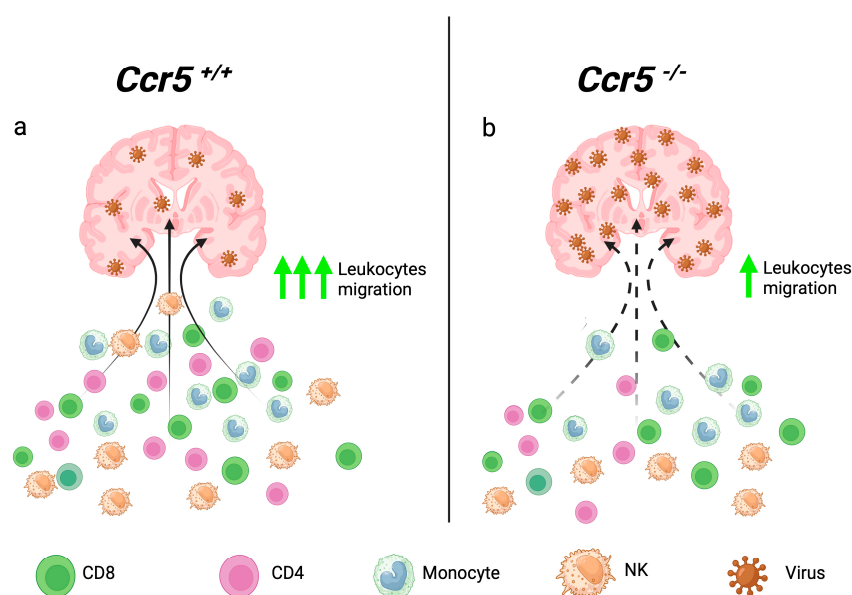 Ccr5 +/+
Ccr5 -/-
a
b
Leukocytes
migration
Leukocytes
migration
CD8
CD4
Monocyte
NK
Virus